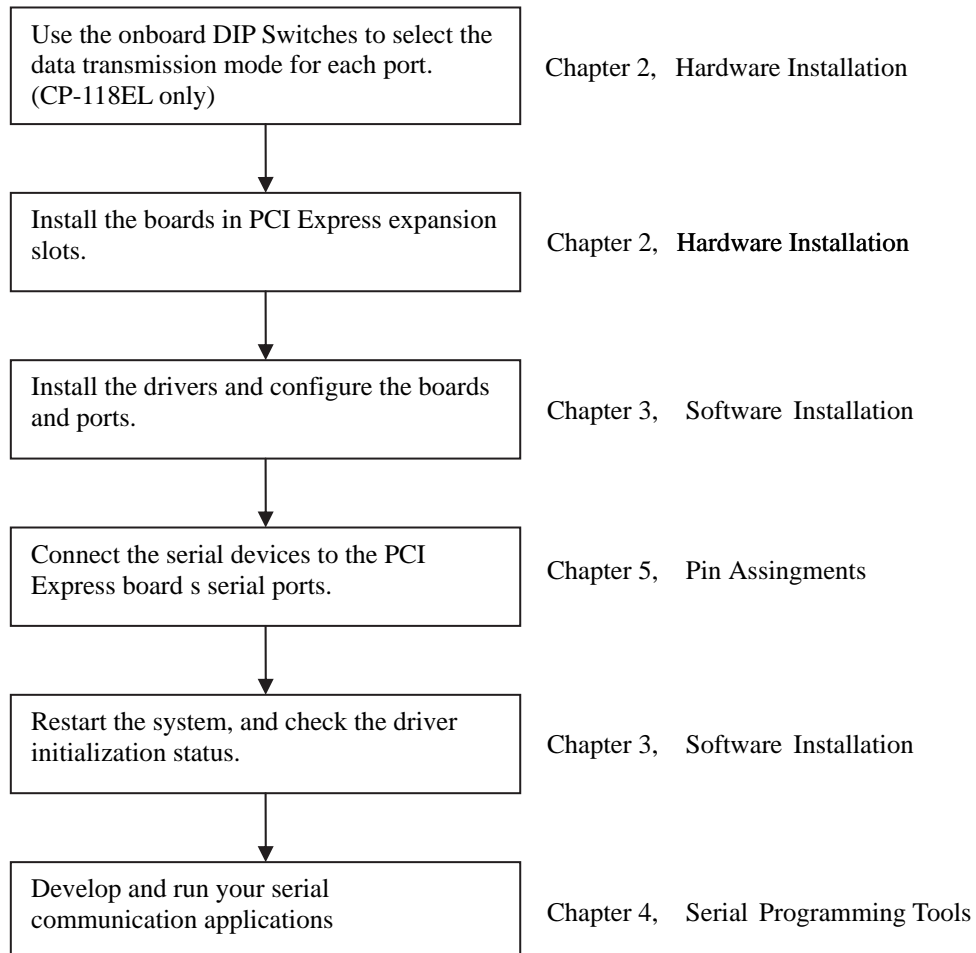 Use the onboard DIP Switches to select the
data transmission mode for each port.
(CP-118EL only)
Chapter 2, Hardware Installation
Install the boards in PCI Express expansion
slots.
Chapter 2, Hardware Installation
Install the drivers and configure the boards
and ports.
Chapter 3, Software Installation
Connect the serial devices to the PCI
Express board s serial ports.
Chapter 5, Pin Assingments
Restart the system, and check the driver
initialization status.
Chapter 3, Software Installation
Develop and run your serial
communication applications
Chapter 4, Serial Programming Tools